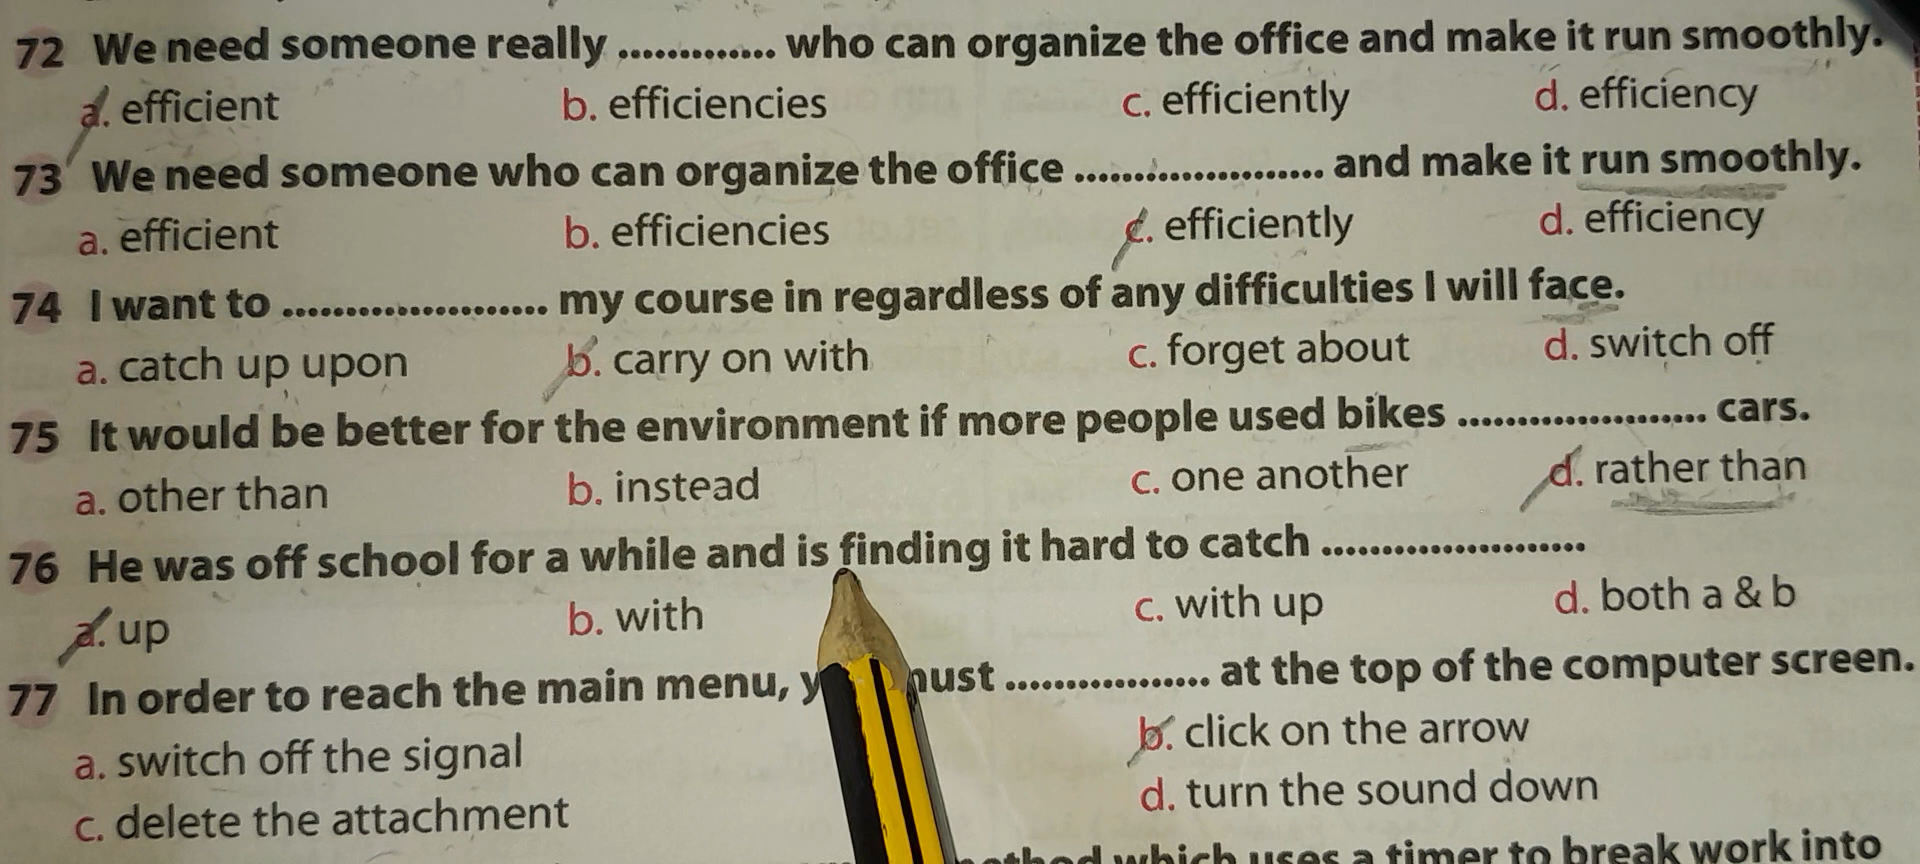 72 We need someone really ............. who can organize the office and make it run smoothly.
a. efficient b. efficiencies c. efficiently d. efficiency
73 We need someone who can organize the office ..................... and make it run smoothly.
a. efficient b. efficiencies c. efficiently d. efficiency
74 I want to ...................... my course in regardless of any difficulties I will face.
a. catch up upon b. carry on with c. forget about d. switch off
75 It would be better for the environment if more people used bikes ..................... cars.
a. other than b. instead c. one another d. rather than
76 He was off school for a while and is finding it hard to catch ......................
a. up b. with c. with up d. both a & b
77 In order to reach the main menu, ................. at the top of the computer screen.
a. switch off the signal b. click on the arrow
c. delete the attachment d. turn the sound down
which uses a timer to break work into